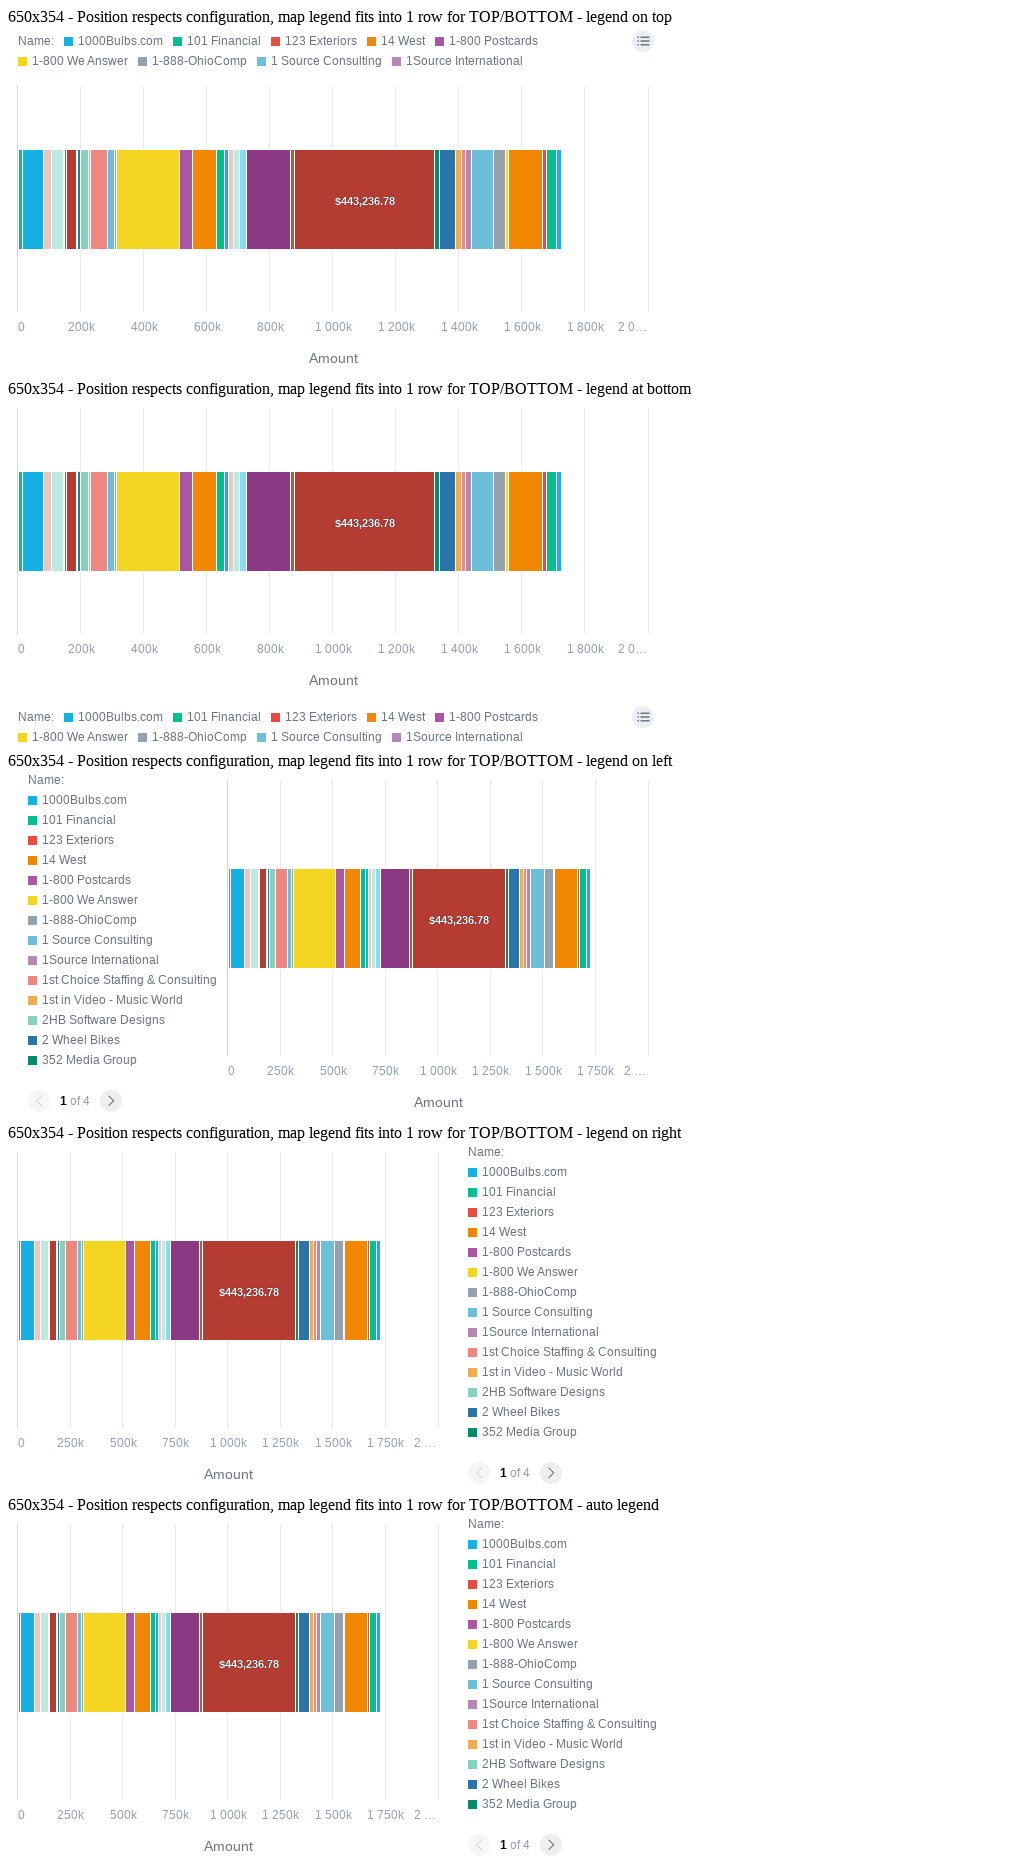 650x354 - Position respects configuration, map legend fits into 1 row for TOP/BOTTOM - legend on top
Name: 1000Bulbs.com 101 Financial 123 Exteriors 14 West 1-800 Postcards
1-800 We Answer 1-888-OhioComp 1 Source Consulting 1Source International
$443,236.78
0 200k 400k 600k 800k 1 000k 1 200k 1 400k 1 600k 1 800k 2 0…
Amount
650x354 - Position respects configuration, map legend fits into 1 row for TOP/BOTTOM - legend at bottom
$443,236.78
0 200k 400k 600k 800k 1 000k 1 200k 1 400k 1 600k 1 800k 2 0…
Amount
Name: 1000Bulbs.com 101 Financial 123 Exteriors 14 West 1-800 Postcards
1-800 We Answer 1-888-OhioComp 1 Source Consulting 1Source International
650x354 - Position respects configuration, map legend fits into 1 row for TOP/BOTTOM - legend on left
Name:
1000Bulbs.com
101 Financial
123 Exteriors
14 West
1-800 Postcards
1-800 We Answer
1-888-OhioComp
1 Source Consulting
1Source International
1st Choice Staffing & Consulting
1st in Video - Music World
2HB Software Designs
2 Wheel Bikes
352 Media Group
1 of 4
$443,236.78
0 250k 500k 750k 1 000k 1 250k 1 500k 1 750k 2 …
Amount
650x354 - Position respects configuration, map legend fits into 1 row for TOP/BOTTOM - legend on right
$443,236.78
0 250k 500k 750k 1 000k 1 250k 1 500k 1 750k 2 …
Amount
Name:
1000Bulbs.com
101 Financial
123 Exteriors
14 West
1-800 Postcards
1-800 We Answer
1-888-OhioComp
1 Source Consulting
1Source International
1st Choice Staffing & Consulting
1st in Video - Music World
2HB Software Designs
2 Wheel Bikes
352 Media Group
1 of 4
650x354 - Position respects configuration, map legend fits into 1 row for TOP/BOTTOM - auto legend
$443,236.78
0 250k 500k 750k 1 000k 1 250k 1 500k 1 750k 2 …
Amount
Name:
1000Bulbs.com
101 Financial
123 Exteriors
14 West
1-800 Postcards
1-800 We Answer
1-888-OhioComp
1 Source Consulting
1Source International
1st Choice Staffing & Consulting
1st in Video - Music World
2HB Software Designs
2 Wheel Bikes
352 Media Group
1 of 4